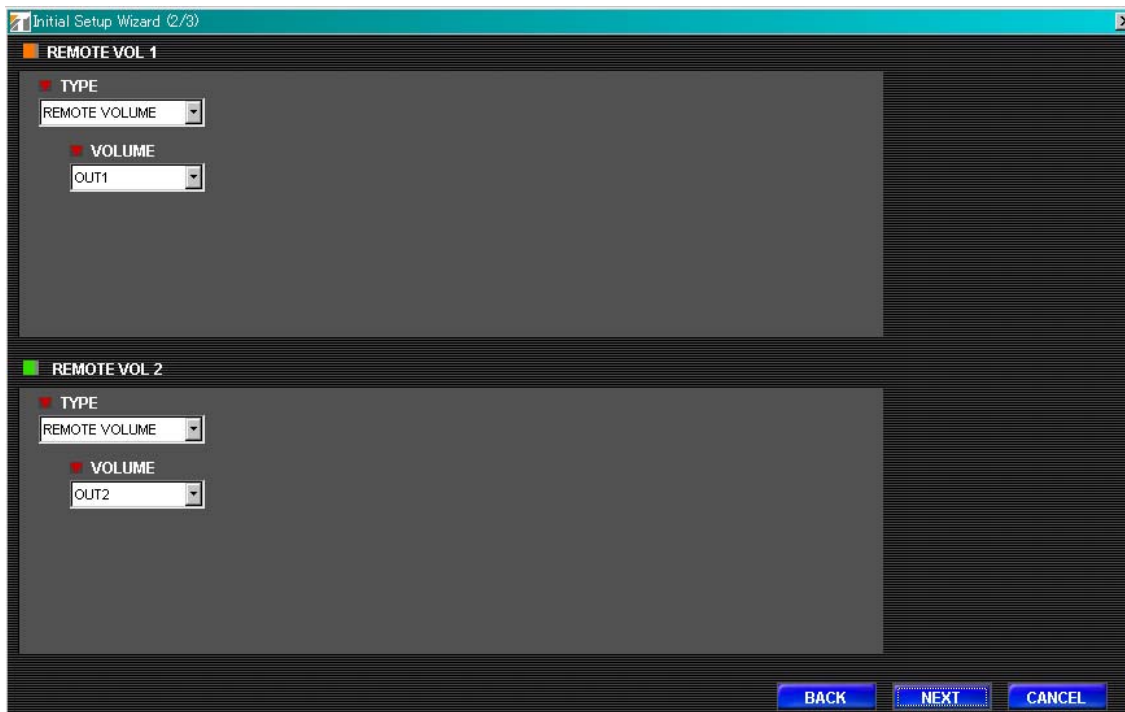 Initial Setup Wizard (2/3)
REMOTE VOL 1
TYPE
REMOTE VOLUME
VOLUME
OUT1
REMOTE VOL 2
TYPE
REMOTE VOLUME
VOLUME
OUT2
BACK NEXT CANCEL